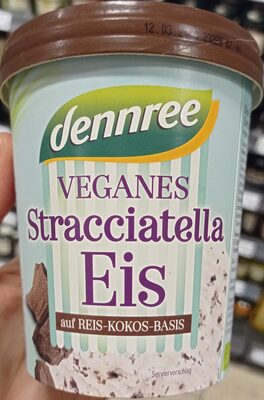 dennree
VEGANES
Stracciatella
Eis
auf REIS-KOKOS-BASIS
Serviervorschlag